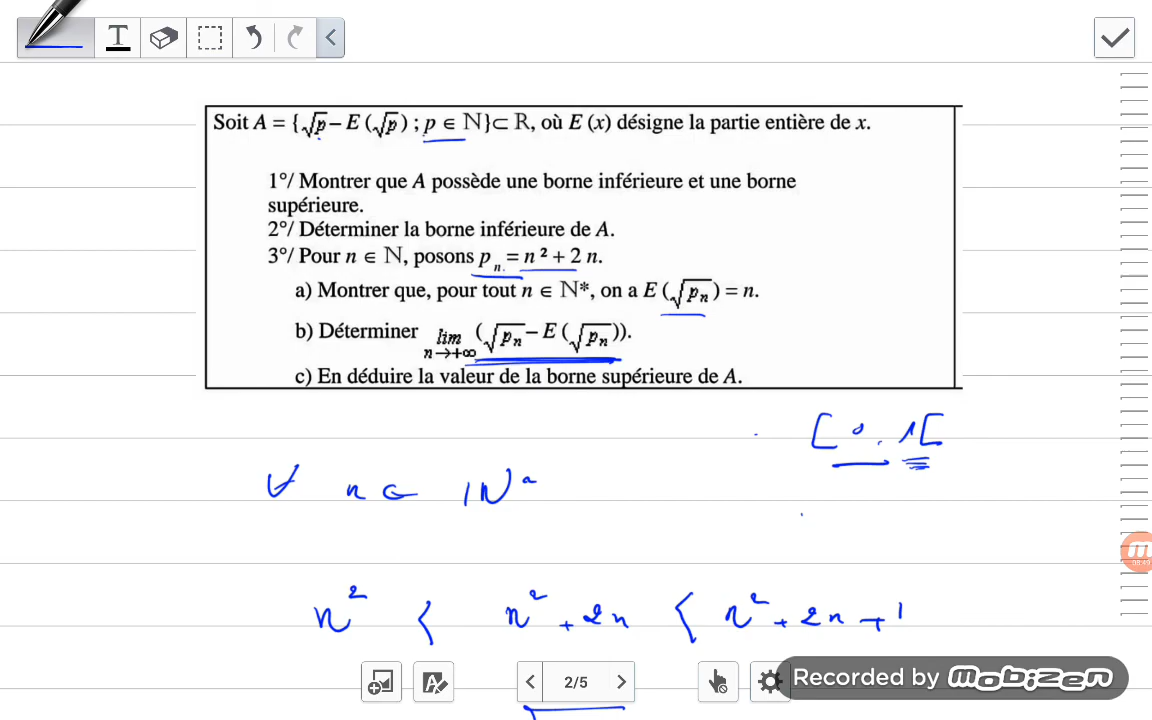 T
Soit A = {√p − E (√p) ; p ∈ ℕ} ⊂ R, où E (x) désigne la partie entière de x.
1°/ Montrer que A possède une borne inférieure et une borne
supérieure.
2°/ Déterminer la borne inférieure de A.
3°/ Pour n ∈ ℕ, posons pₙ = n² + 2 n.
a) Montrer que, pour tout n ∈ ℕ*, on a E (√pₙ) = n.
b) Déterminer lim n→+∞ (√pₙ − E (√pₙ)).
c) En déduire la valeur de la borne supérieure de A.
[0, 1[
∀ n ∈ ℕ*
n² < n² + 2n < n² + 2n + 1
2/5
Recorded by mobizen